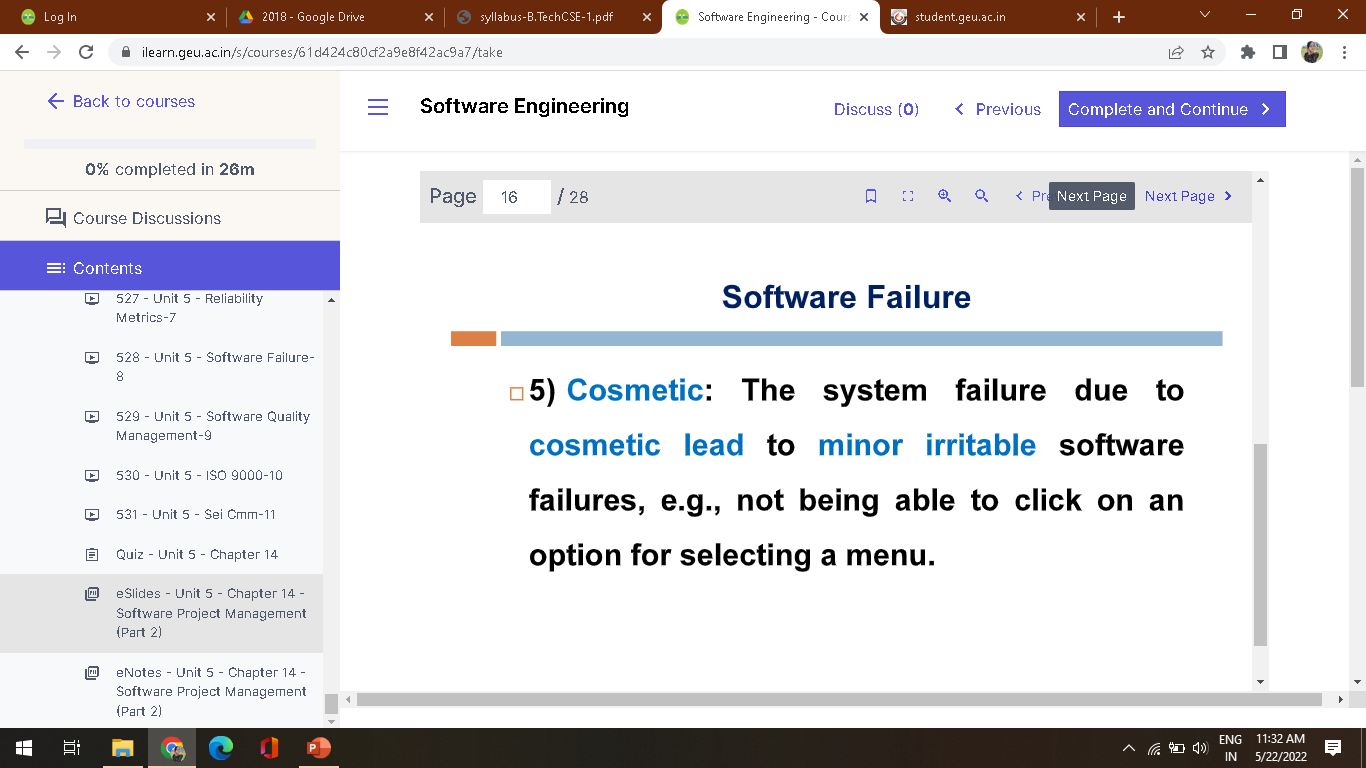 Log In
2018 - Google Drive
syllabus-B.TechCSE-1.pdf
Software Engineering - Cour
student.geu.ac.in
ilearn.geu.ac.in/s/courses/61d424c80cf2a9e8f42ac9a7/take
Back to courses
0% completed in 26m
Course Discussions
Contents
527 - Unit 5 - Reliability
Metrics-7
528 - Unit 5 - Software Failure-
8
529 - Unit 5 - Software Quality
Management-9
530 - Unit 5 - ISO 9000-10
531 - Unit 5 - Sei Cmm-11
Quiz - Unit 5 - Chapter 14
eSlides - Unit 5 - Chapter 14 -
Software Project Management
(Part 2)
eNotes - Unit 5 - Chapter 14 -
Software Project Management
(Part 2)
Software Engineering
Discuss (0)
Previous
Complete and Continue
Page 16 / 28
Pre
Next Page
Next Page
Software Failure
5) Cosmetic: The system failure due to
cosmetic lead to minor irritable software
failures, e.g., not being able to click on an
option for selecting a menu.
ENG
IN
11:32 AM
5/22/2022